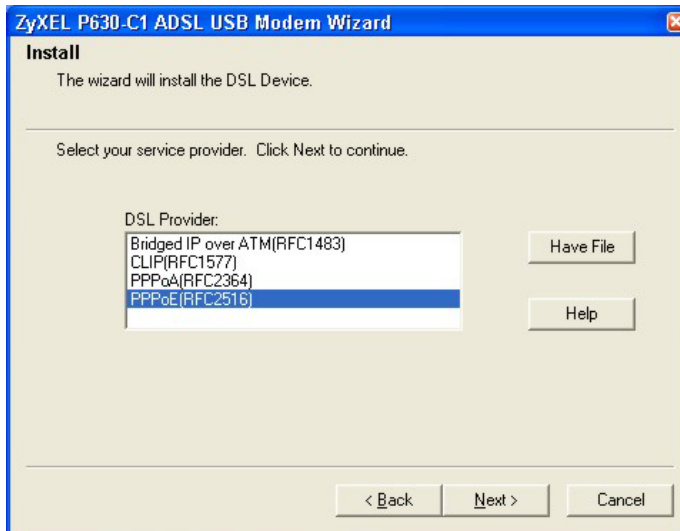 ZyXEL P630-C1 ADSL USB Modem Wizard
Install
The wizard will install the DSL Device.
Select your service provider. Click Next to continue.
DSL Provider:
Bridged IP over ATM(RFC1483)
CLIP(RFC1577)
PPPoA(RFC2364)
PPPoE(RFC2516)
Have File
Help
< Back
Next >
Cancel